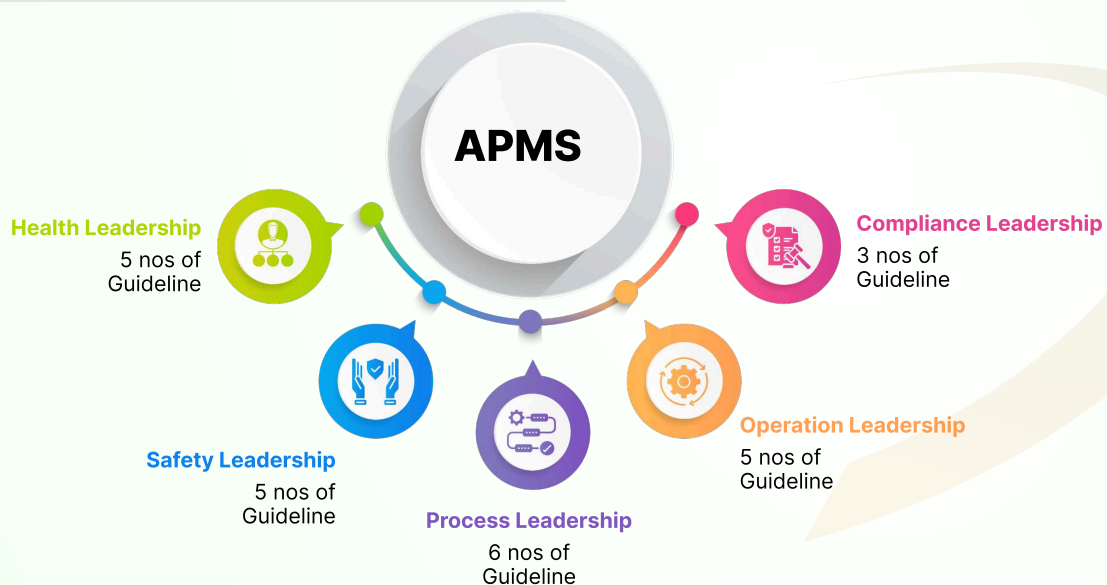 APMS
Health Leadership
5 nos of
Guideline
Safety Leadership
5 nos of
Guideline
Process Leadership
6 nos of
Guideline
Operation Leadership
5 nos of
Guideline
Compliance Leadership
3 nos of
Guideline